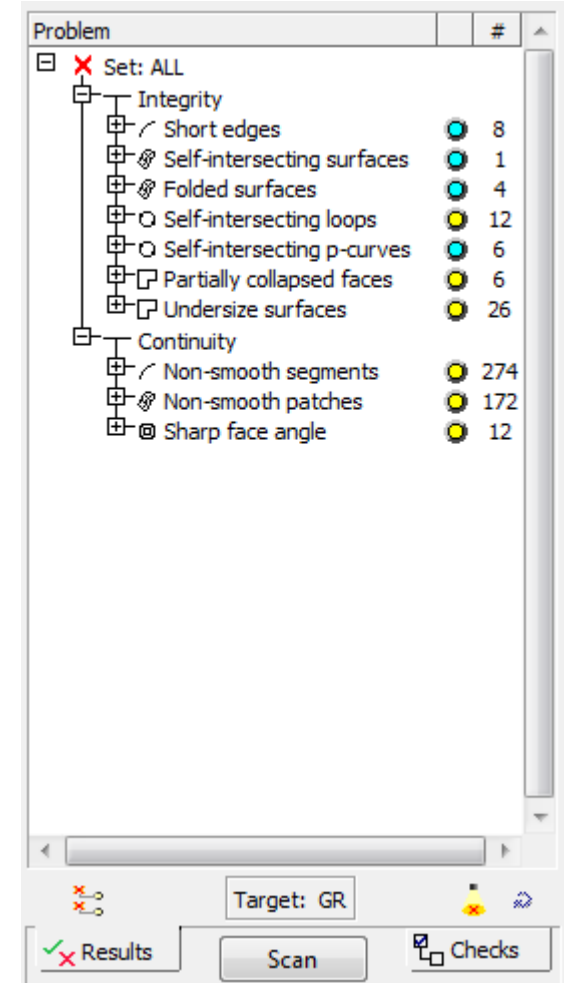 Problem #
Set: ALL
Integrity
Short edges 8
Self-intersecting surfaces 1
Folded surfaces 4
Self-intersecting loops 12
Self-intersecting p-curves 6
Partially collapsed faces 6
Undersize surfaces 26
Continuity
Non-smooth segments 274
Non-smooth patches 172
Sharp face angle 12
Target: GR
Results Scan Checks